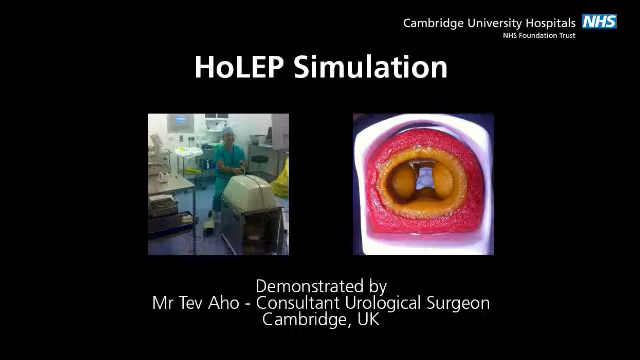 Cambridge University Hospitals NHS
NHS Foundation Trust
HoLEP Simulation
Demonstrated by
Mr Tev Aho - Consultant Urological Surgeon
Cambridge, UK